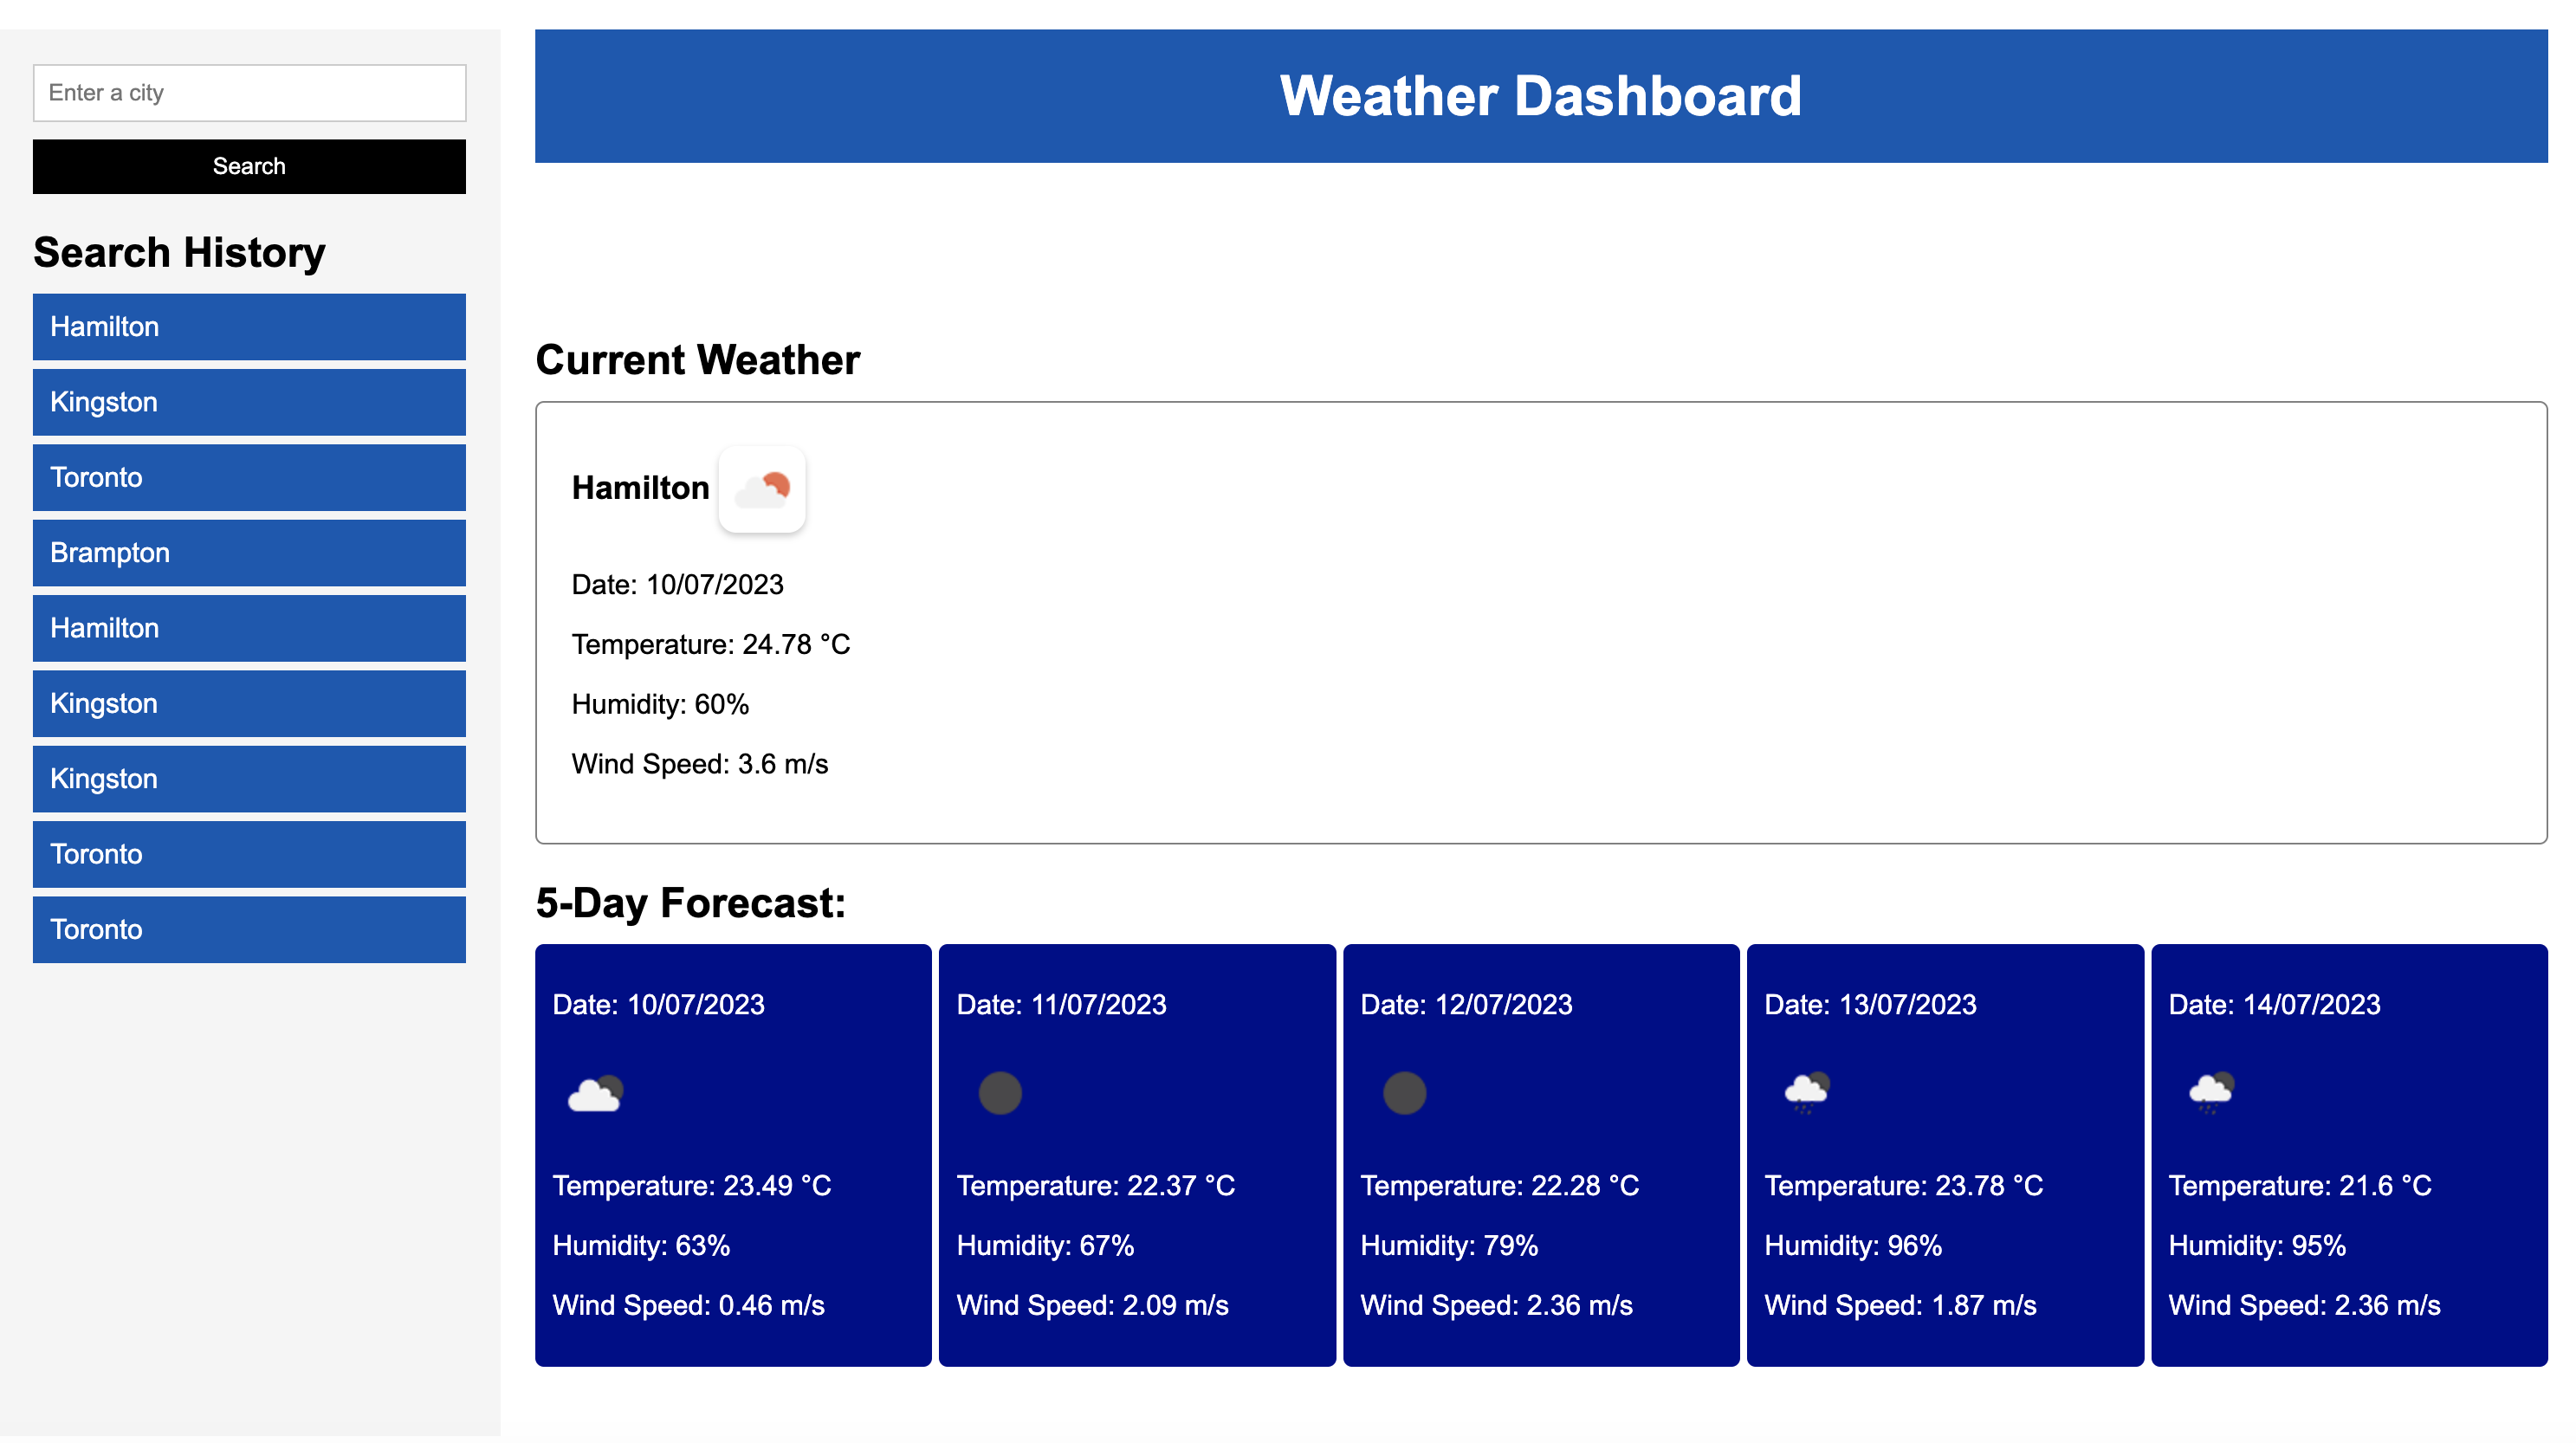 Enter a city
Search
Search History
Hamilton
Kingston
Toronto
Brampton
Hamilton
Kingston
Kingston
Toronto
Toronto
Weather Dashboard
Current Weather
Hamilton
Date: 10/07/2023
Temperature: 24.78 °C
Humidity: 60%
Wind Speed: 3.6 m/s
5-Day Forecast:
Date: 10/07/2023
Temperature: 23.49 °C
Humidity: 63%
Wind Speed: 0.46 m/s
Date: 11/07/2023
Temperature: 22.37 °C
Humidity: 67%
Wind Speed: 2.09 m/s
Date: 12/07/2023
Temperature: 22.28 °C
Humidity: 79%
Wind Speed: 2.36 m/s
Date: 13/07/2023
Temperature: 23.78 °C
Humidity: 96%
Wind Speed: 1.87 m/s
Date: 14/07/2023
Temperature: 21.6 °C
Humidity: 95%
Wind Speed: 2.36 m/s